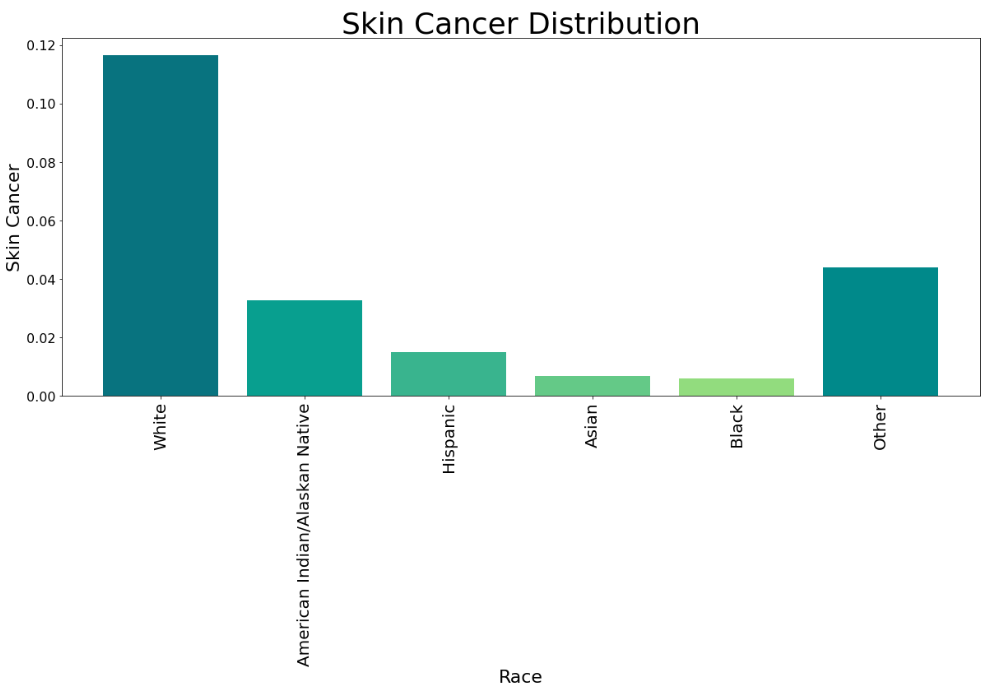 Skin Cancer Distribution
Skin Cancer
0.12
0.10
0.08
0.06
0.04
0.02
0.00
White
American Indian/Alaskan Native
Hispanic
Asian
Black
Other
Race